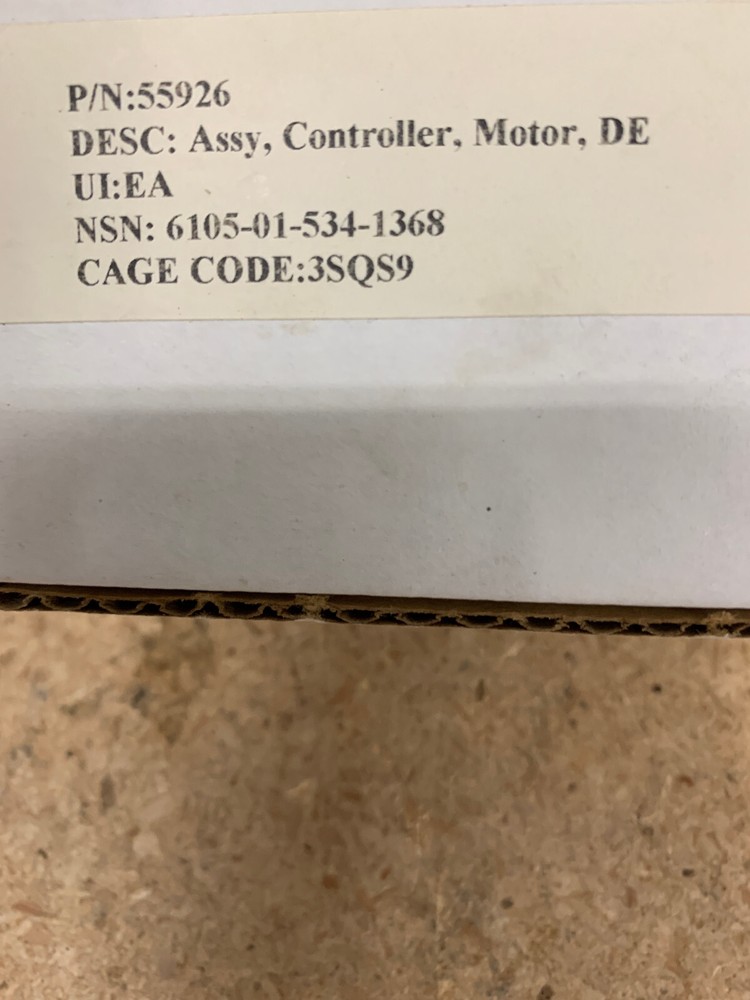 P/N:55926
DESC: Assy, Controller, Motor, DE
UI:EA
NSN: 6105-01-534-1368
CAGE CODE:3SQS9